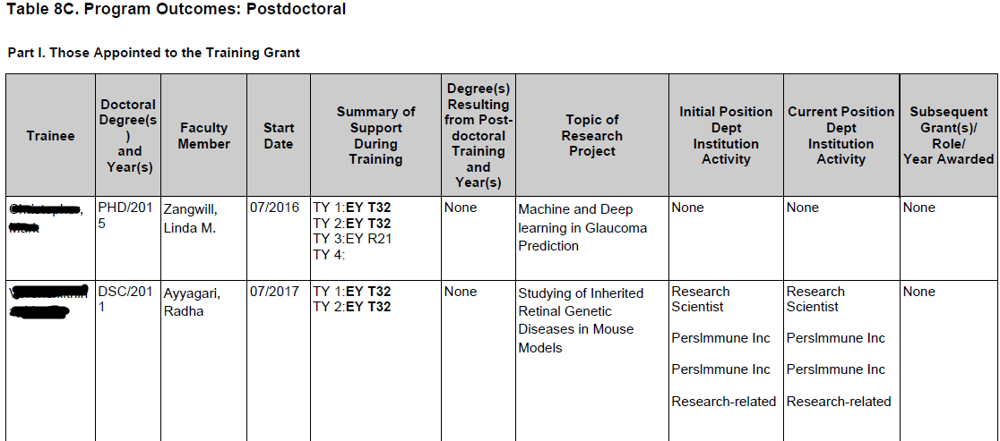 Table 8C. Program Outcomes: Postdoctoral
Part I. Those Appointed to the Training Grant
Trainee
Doctoral
Degree(s
)
and
Year(s)
Faculty
Member
Start
Date
Summary of
Support
During
Training
Degree(s)
Resulting
from Post-
doctoral
Training
and
Year(s)
Topic of
Research
Project
Initial Position
Dept
Institution
Activity
Current Position
Dept
Institution
Activity
Subsequent
Grant(s)/
Role/
Year Awarded
PHD/201
5
Zangwill,
Linda M.
07/2016
TY 1:EY T32
TY 2:EY T32
TY 3:EY R21
TY 4:
None
Machine and Deep
learning in Glaucoma
Prediction
None
None
None
DSC/201
1
Ayyagari,
Radha
07/2017
TY 1:EY T32
TY 2:EY T32
None
Studying of Inherited
Retinal Genetic
Diseases in Mouse
Models
Research
Scientist
PersImmune Inc
PersImmune Inc
Research-related
Research
Scientist
PersImmune Inc
PersImmune Inc
Research-related
None